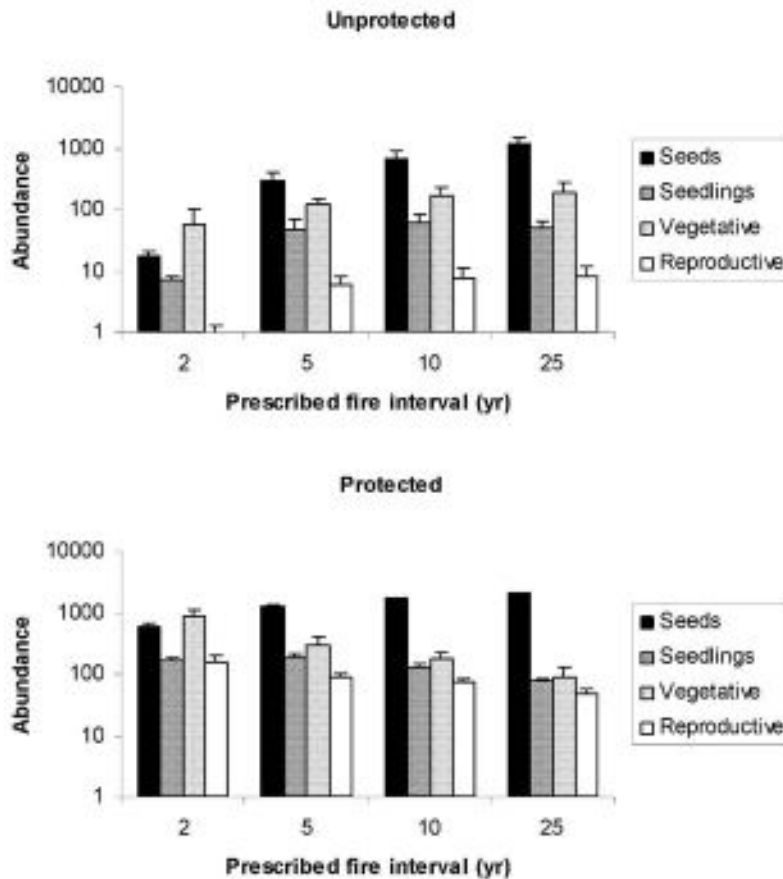 Unprotected
Abundance
10000
1000
100
10
1
2 5 10 25
Prescribed fire interval (yr)
Seeds
Seedlings
Vegetative
Reproductive
Protected
Abundance
10000
1000
100
10
1
2 5 10 25
Prescribed fire interval (yr)
Seeds
Seedlings
Vegetative
Reproductive